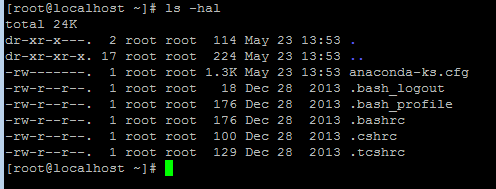 [root@localhost ~]# ls -hal
total 24K
dr-xr-x---.  2 root root  114 May 23 13:53 .
dr-xr-xr-x. 17 root root  224 May 23 13:53 ..
-rw-------.  1 root root 1.3K May 23 13:53 anaconda-ks.cfg
-rw-r--r--.  1 root root   18 Dec 28  2013 .bash_logout
-rw-r--r--.  1 root root  176 Dec 28  2013 .bash_profile
-rw-r--r--.  1 root root  176 Dec 28  2013 .bashrc
-rw-r--r--.  1 root root  100 Dec 28  2013 .cshrc
-rw-r--r--.  1 root root  129 Dec 28  2013 .tcshrc
[root@localhost ~]#